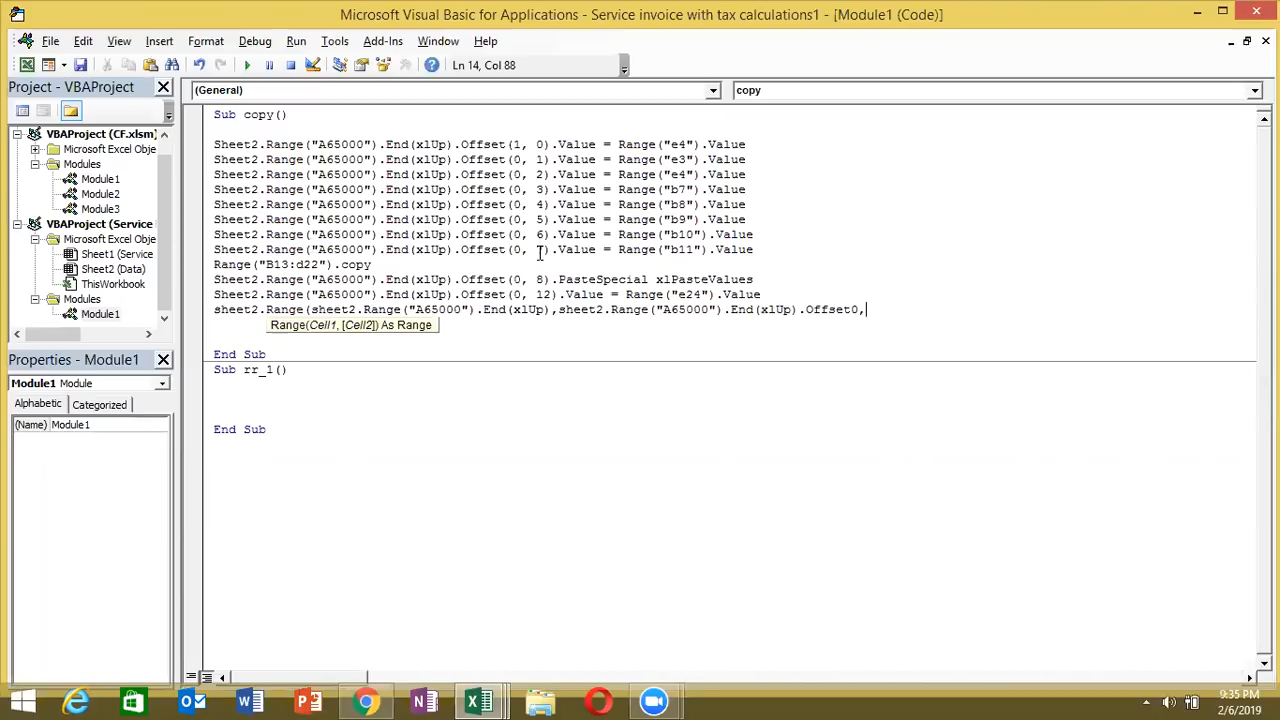 Microsoft Visual Basic for Applications - Service invoice with tax calculations1 - [Module1 (Code)]
File Edit View Insert Format Debug Run Tools Add-Ins Window Help
Ln 14, Col 88
Project - VBAProject
(General)
copy
VBAProject (CF.xlsm)
Microsoft Excel Obje
Modules
Module1
Module2
Module3
VBAProject (Service
Microsoft Excel Obje
Sheet1 (Service
Sheet2 (Data)
ThisWorkbook
Modules
Module1
Properties - Module1
Module1 Module
Alphabetic Categorized
(Name) Module1
Sub copy()
Sheet2.Range("A65000").End(xlUp).Offset(1, 0).Value = Range("e4").Value
Sheet2.Range("A65000").End(xlUp).Offset(0, 1).Value = Range("e3").Value
Sheet2.Range("A65000").End(xlUp).Offset(0, 2).Value = Range("e4").Value
Sheet2.Range("A65000").End(xlUp).Offset(0, 3).Value = Range("b7").Value
Sheet2.Range("A65000").End(xlUp).Offset(0, 4).Value = Range("b8").Value
Sheet2.Range("A65000").End(xlUp).Offset(0, 5).Value = Range("b9").Value
Sheet2.Range("A65000").End(xlUp).Offset(0, 6).Value = Range("b10").Value
Sheet2.Range("A65000").End(xlUp).Offset(0, ).Value = Range("b11").Value
Range("B13:d22").copy
Sheet2.Range("A65000").End(xlUp).Offset(0, 8).PasteSpecial xlPasteValues
Sheet2.Range("A65000").End(xlUp).Offset(0, 12).Value = Range("e24").Value
sheet2.Range(sheet2.Range("A65000").End(xlUp),sheet2.Range("A65000").End(xlUp).Offset0,
Range(Cell1, [Cell2]) As Range
End Sub
Sub rr_1()
End Sub
9:35 PM
2/6/2019